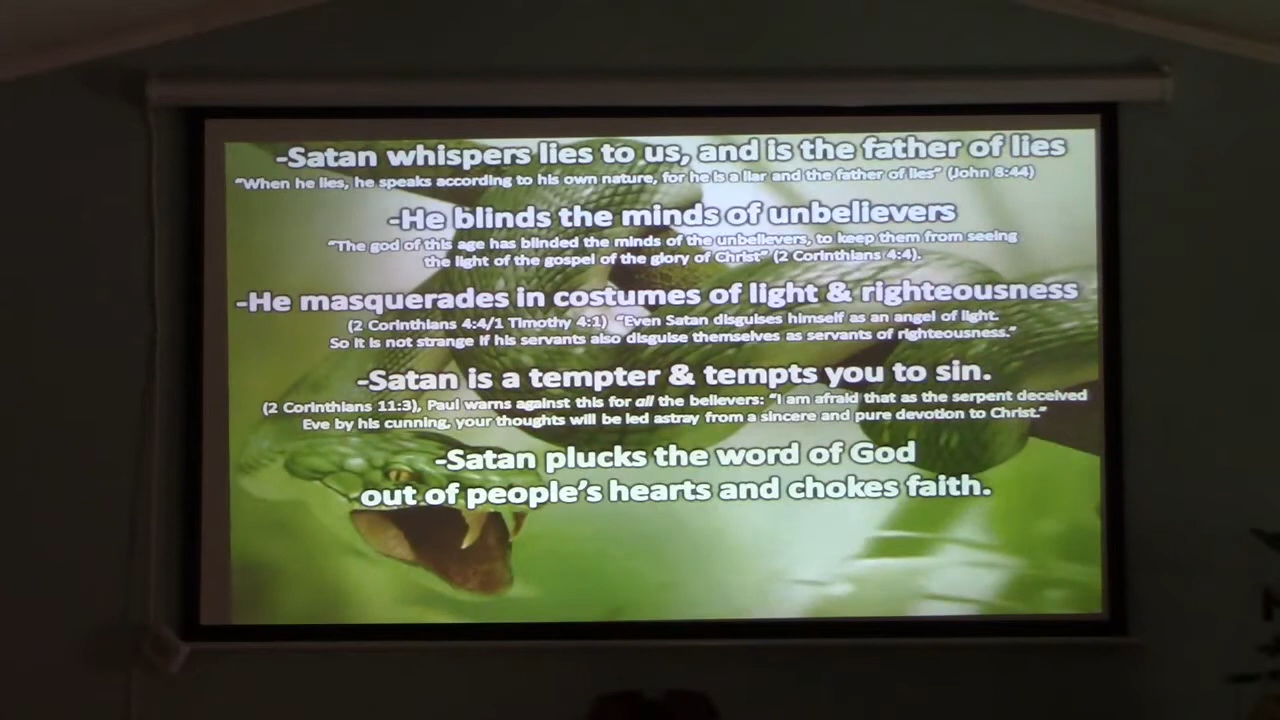 -Satan whispers lies to us, and is the father of lies
"When he lies, he speaks according to his own nature, for he is a liar and the father of lies" (John 8:44)
-He blinds the minds of unbelievers
"The god of this age has blinded the minds of the unbelievers, to keep them from seeing
the light of the gospel of the glory of Christ" (2 Corinthians 4:4).
-He masquerades in costumes of light & righteousness
(2 Corinthians 4:4/1 Timothy 4:1) "Even Satan disguises himself as an angel of light.
So it is not strange if his servants also disguise themselves as servants of righteousness."
-Satan is a tempter & tempts you to sin.
(2 Corinthians 11:3), Paul warns against this for all the believers: "I am afraid that as the serpent deceived
Eve by his cunning, your thoughts will be led astray from a sincere and pure devotion to Christ."
-Satan plucks the word of God
out of people's hearts and chokes faith.